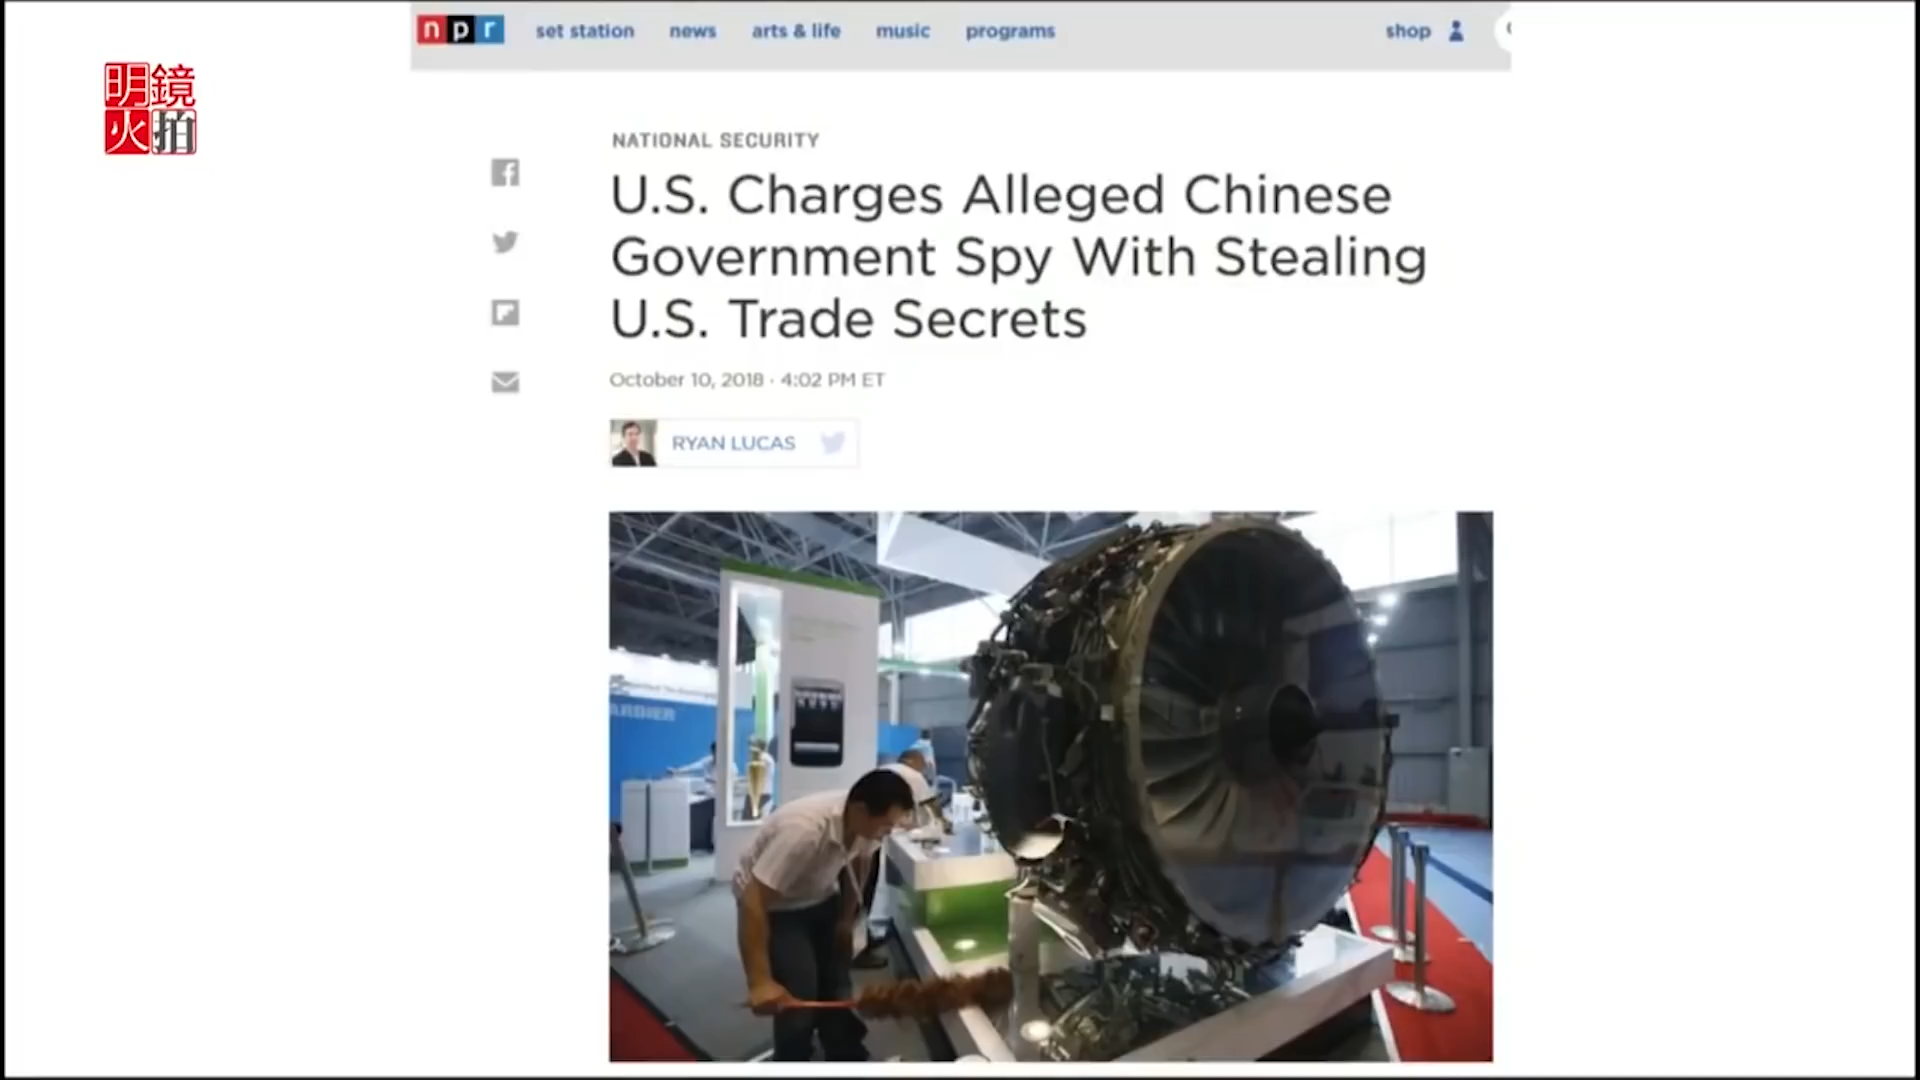 npr set station news arts & life music programs shop
明鏡
火拍
NATIONAL SECURITY
U.S. Charges Alleged Chinese
Government Spy With Stealing
U.S. Trade Secrets
October 10, 2018 · 4:02 PM ET
RYAN LUCAS